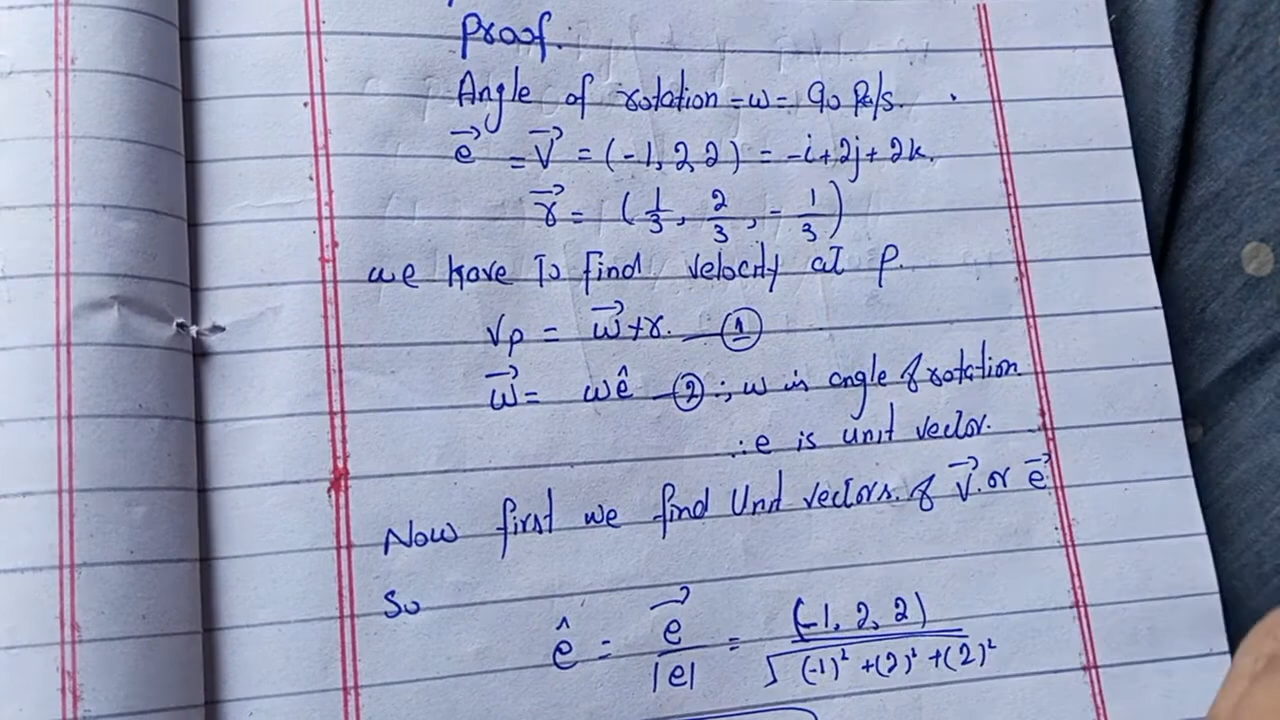 Proof.
Angle of rotation = ω = 90 Re/s.
e⃗ = V⃗ = (-1, 2, 2) = -i+2j+2k.
r⃗ = (1/3, 2/3, -1/3)
we have To find velocity at P.
Vp = ω⃗ + r. — ①
ω⃗ = ωê — ② ∴ ω is angle of rotation
∴ e is unit vector.
Now first we find Unit vectors. of V⃗. or e⃗
So
ê = e⃗/|e| = (-1, 2, 2)/√(-1)² + (2)² + (2)²